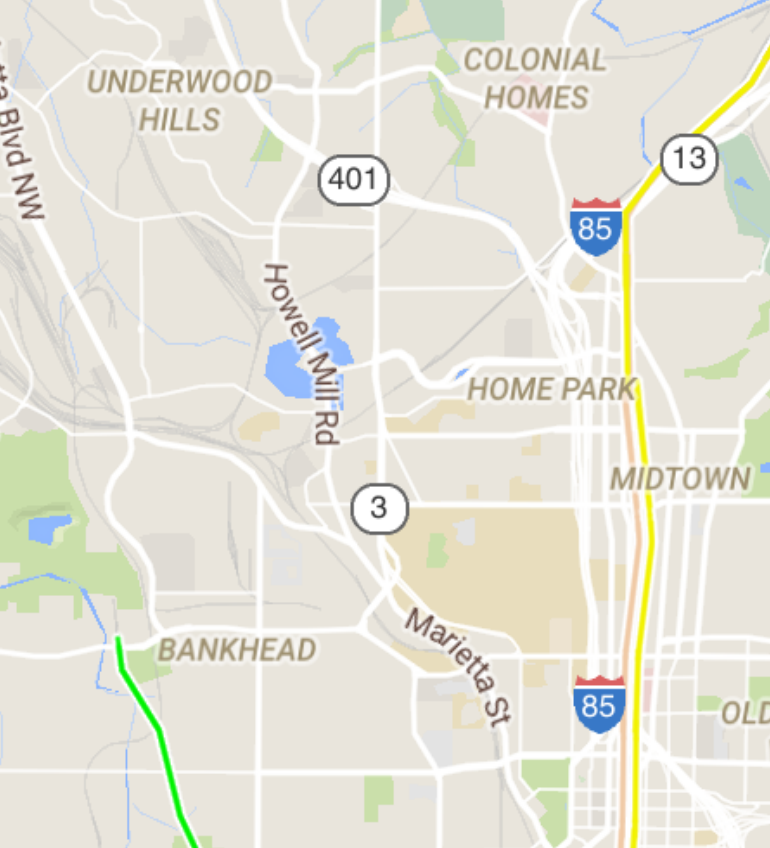 COLONIAL
HOMES
UNDERWOOD
HILLS
tta Blvd NW
401
13
85
Howell Mill Rd
HOME PARK
MIDTOWN
3
BANKHEAD
Marietta St
85
OLD